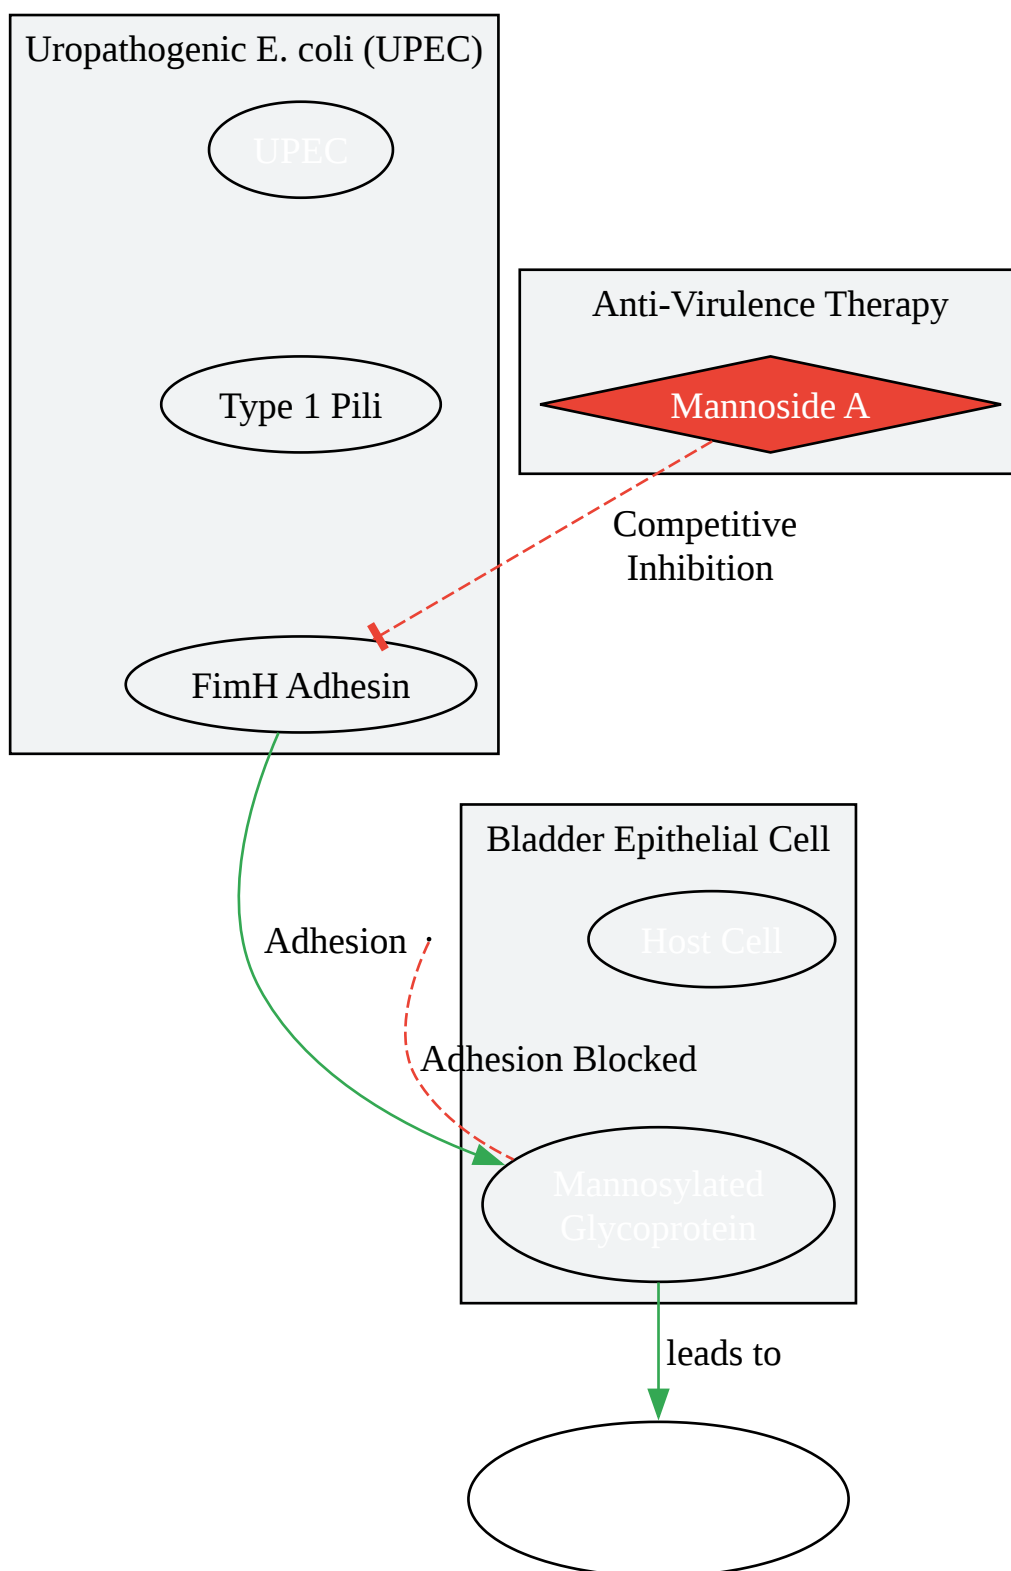 Uropathogenic E. coli (UPEC)
UPEC
Anti-Virulence Therapy
Type 1 Pili
Mannoside A
Competitive
Inhibition
FimH Adhesin
Bladder Epithelial Cell
Adhesion
Host Cell
Adhesion Blocked
Mannosylated
Glycoprotein
leads to